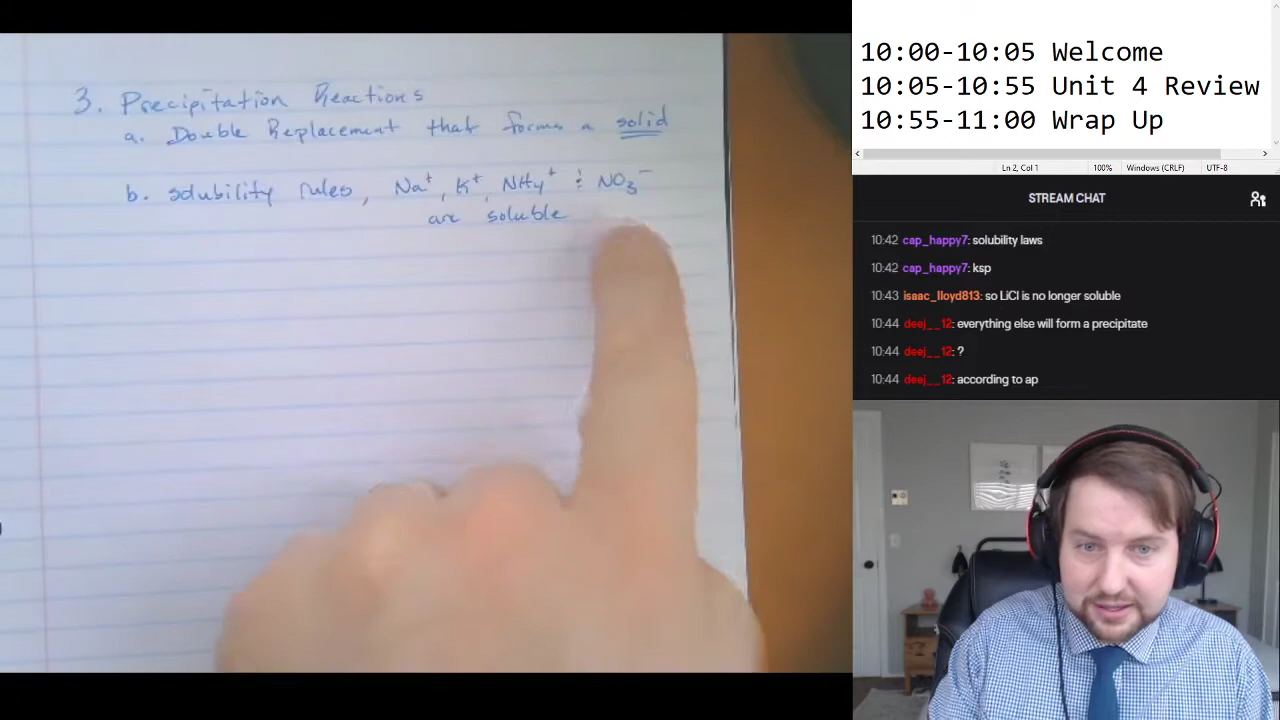 3. Precipitation Reactions
a. Double Replacement that forms a solid
b. solubility rules, Na⁺, K⁺, NH₄⁺ & NO₃⁻
are soluble
10:00-10:05 Welcome
10:05-10:55 Unit 4 Review
10:55-11:00 Wrap Up
Ln 2, Col 1 100% Windows (CRLF) UTF-8
STREAM CHAT
10:42 cap_happy7: solubility laws
10:42 cap_happy7: ksp
10:43 isaac_lloyd813: so LiCl is no longer soluble
10:44 deej__12: everything else will form a precipitate
10:44 deej__12: ?
10:44 deej__12: according to ap